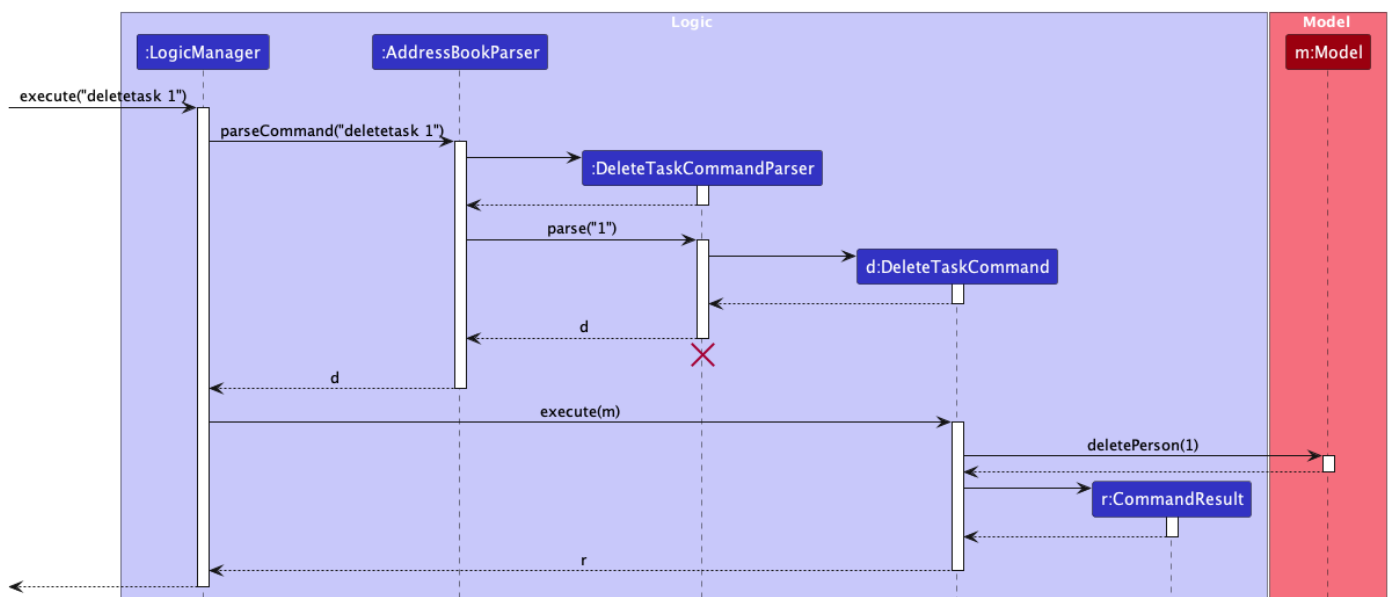 Logic
Model
:LogicManager
:AddressBookParser
m:Model
execute("deletetask 1")
parseCommand("deletetask 1")
:DeleteTaskCommandParser
parse("1")
d:DeleteTaskCommand
d
d
execute(m)
deletePerson(1)
r:CommandResult
r